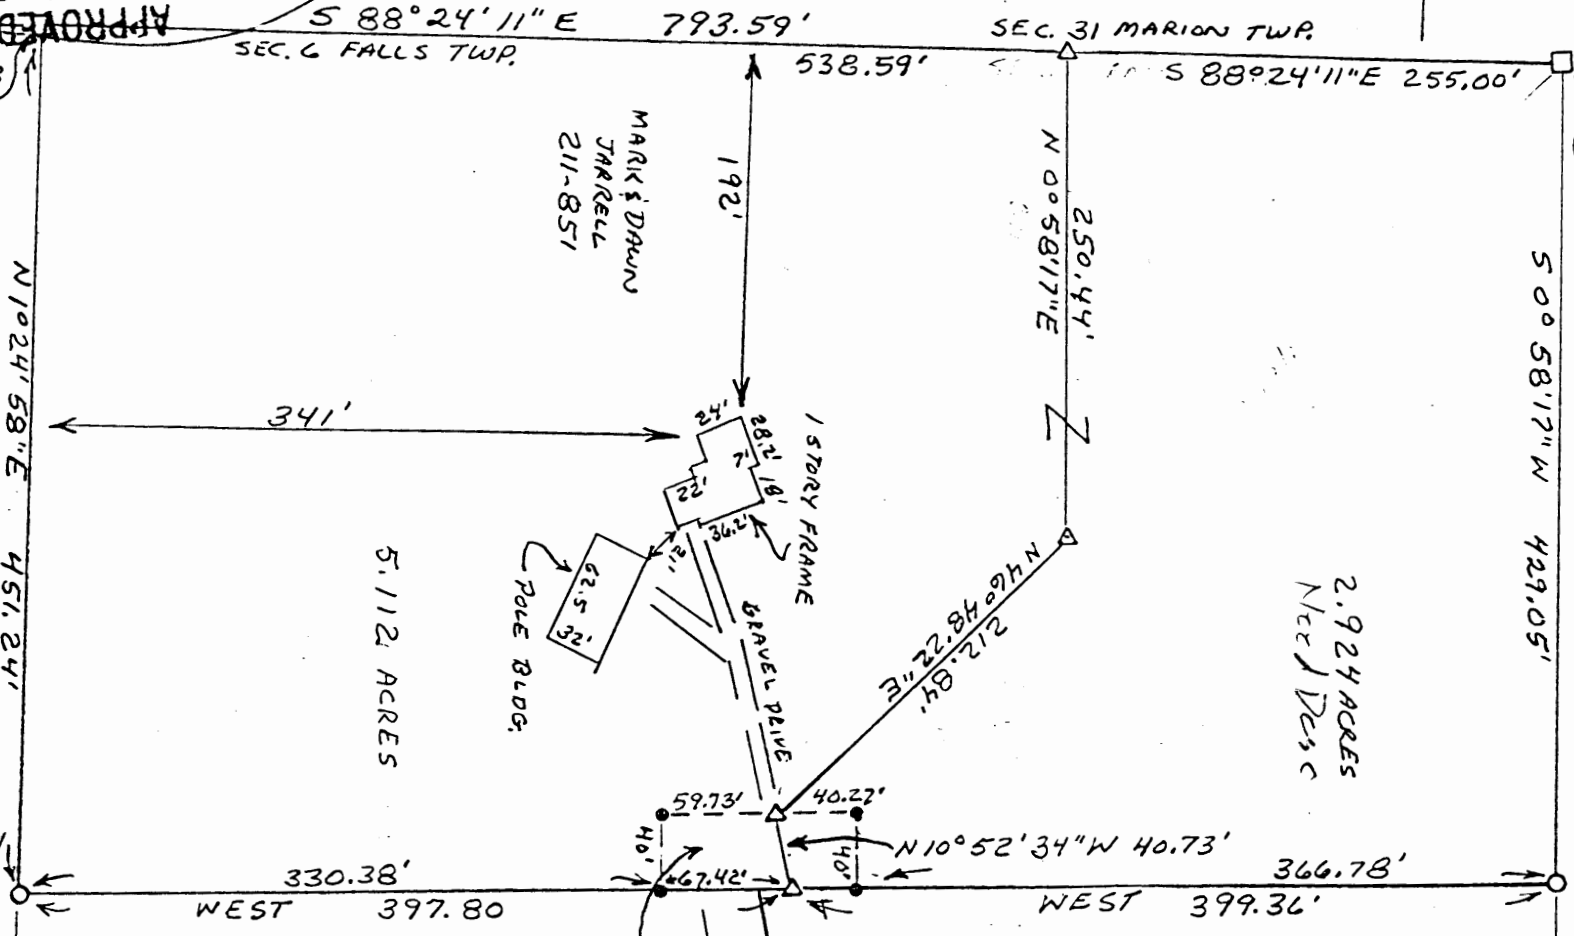 APPROVED
S 88° 24' 11" E 793.59'
SEC. 31 MARION TWP.
SEC. 6 FALLS TWP.
538.59'
S 88° 24' 11" E 255.00'
MARK & DAWN
JARRELL
211-851
192'
N 0° 58' 17" E
250.44'
S 0° 58' 17" W 429.05'
N 1° 24' 58" E 451.24'
341'
24'
28.2'
7'
18'
22'
36.2'
1 STORY FRAME
12'
62.5
32'
POLE BLDG.
GRAVEL DRIVE
N 46° 48' 22" E
212.84'
5.112 ACRES
2.924 ACRES
59.73'
40.27'
40'
40'
N 10° 52' 34" W 40.73'
330.38'
67.42'
366.78'
WEST 397.80
WEST 399.36'